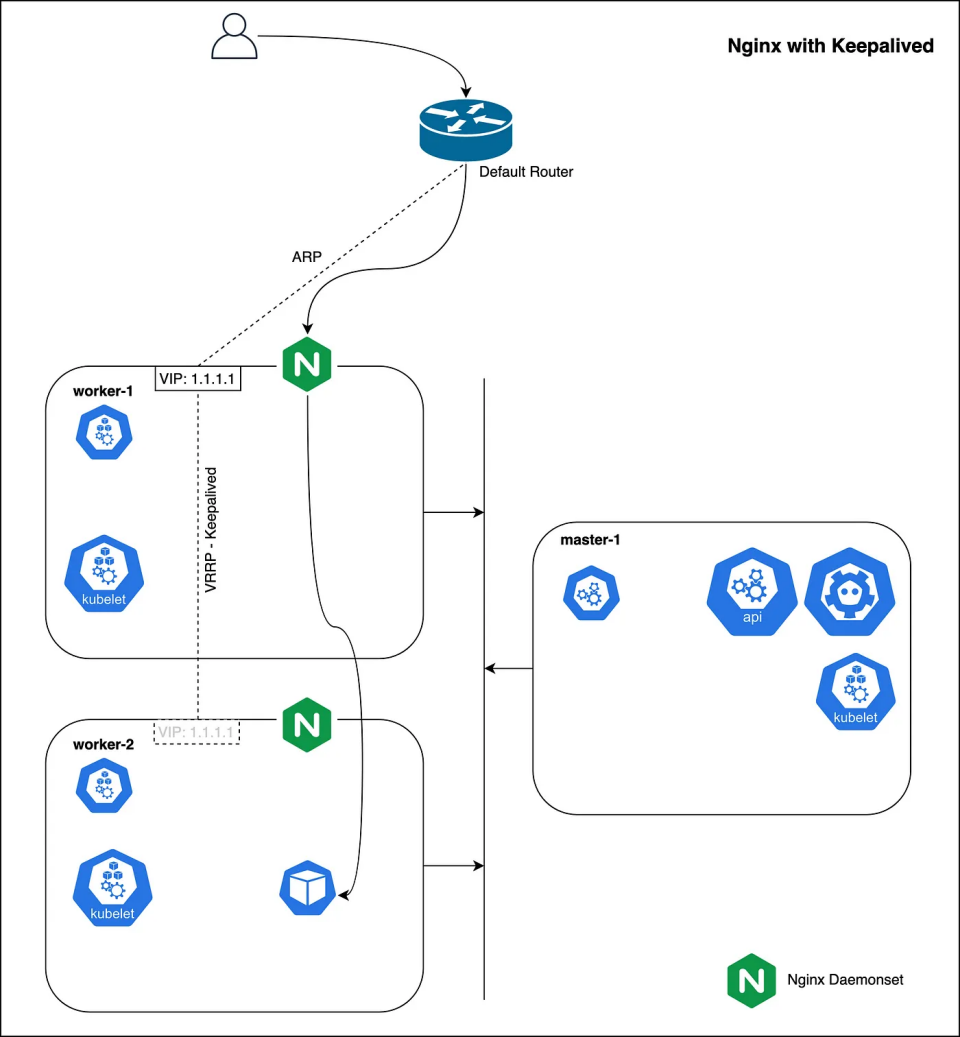 Nginx with Keepalived
Default Router
ARP
VIP: 1.1.1.1
N
worker-1
VRRP - Keepalived
kubelet
master-1
api
kubelet
VIP: 1.1.1.1
N
worker-2
kubelet
N
Nginx Daemonset